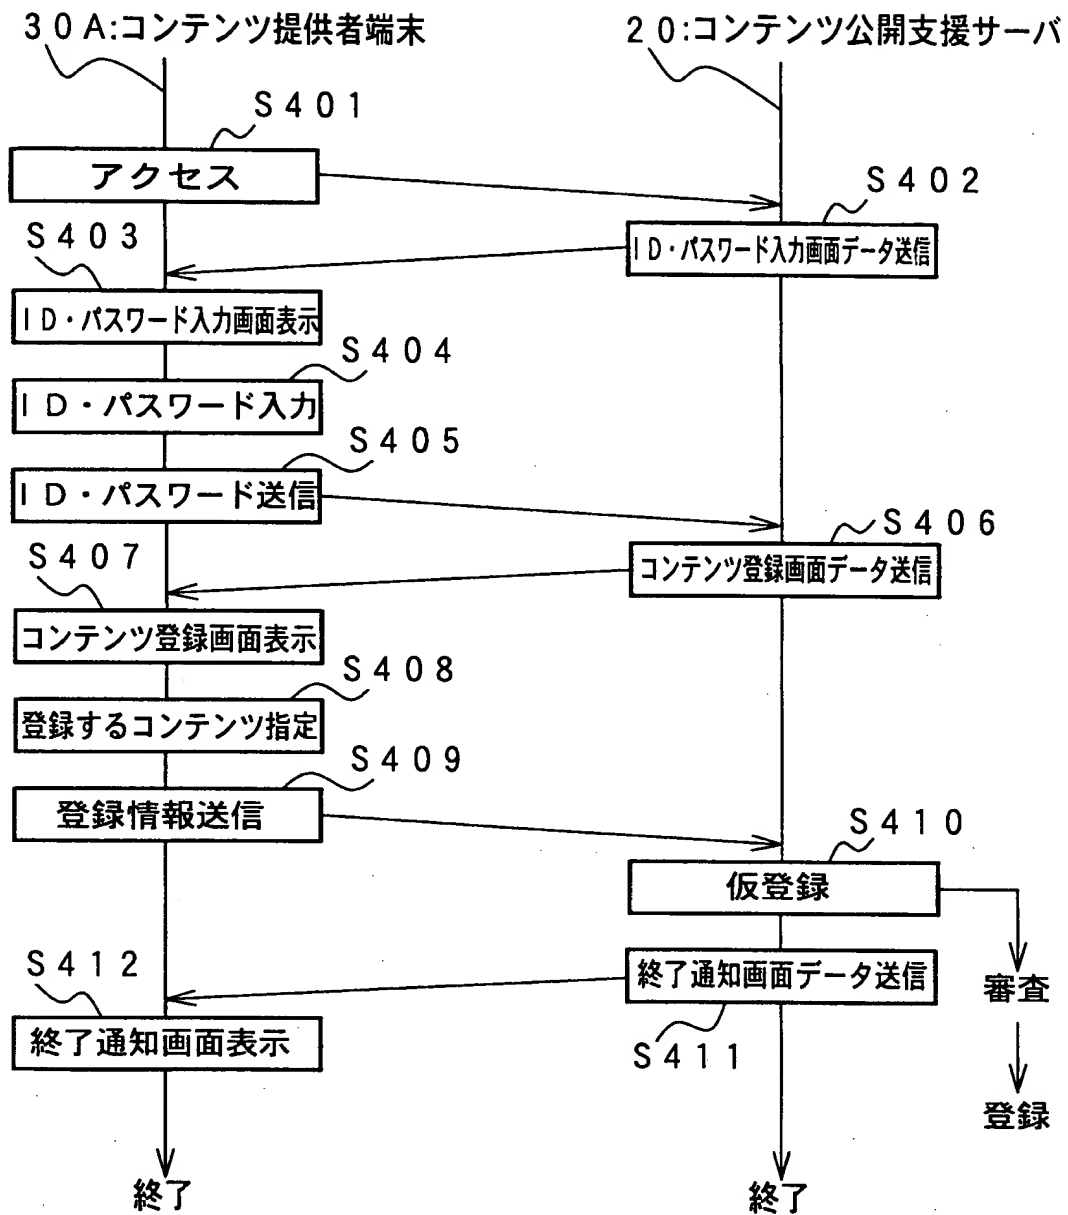 30A:コンテンツ提供者端末
20:コンテンツ公開支援サーバ
S401
アクセス
S402
ID・パスワード入力画面データ送信
S403
ID・パスワード入力画面表示
S404
ID・パスワード入力
S405
ID・パスワード送信
S406
コンテンツ登録画面データ送信
S407
コンテンツ登録画面表示
S408
登録するコンテンツ指定
S409
登録情報送信
S410
仮登録
審査
登録
終了通知画面データ送信
S411
S412
終了通知画面表示
終了
終了